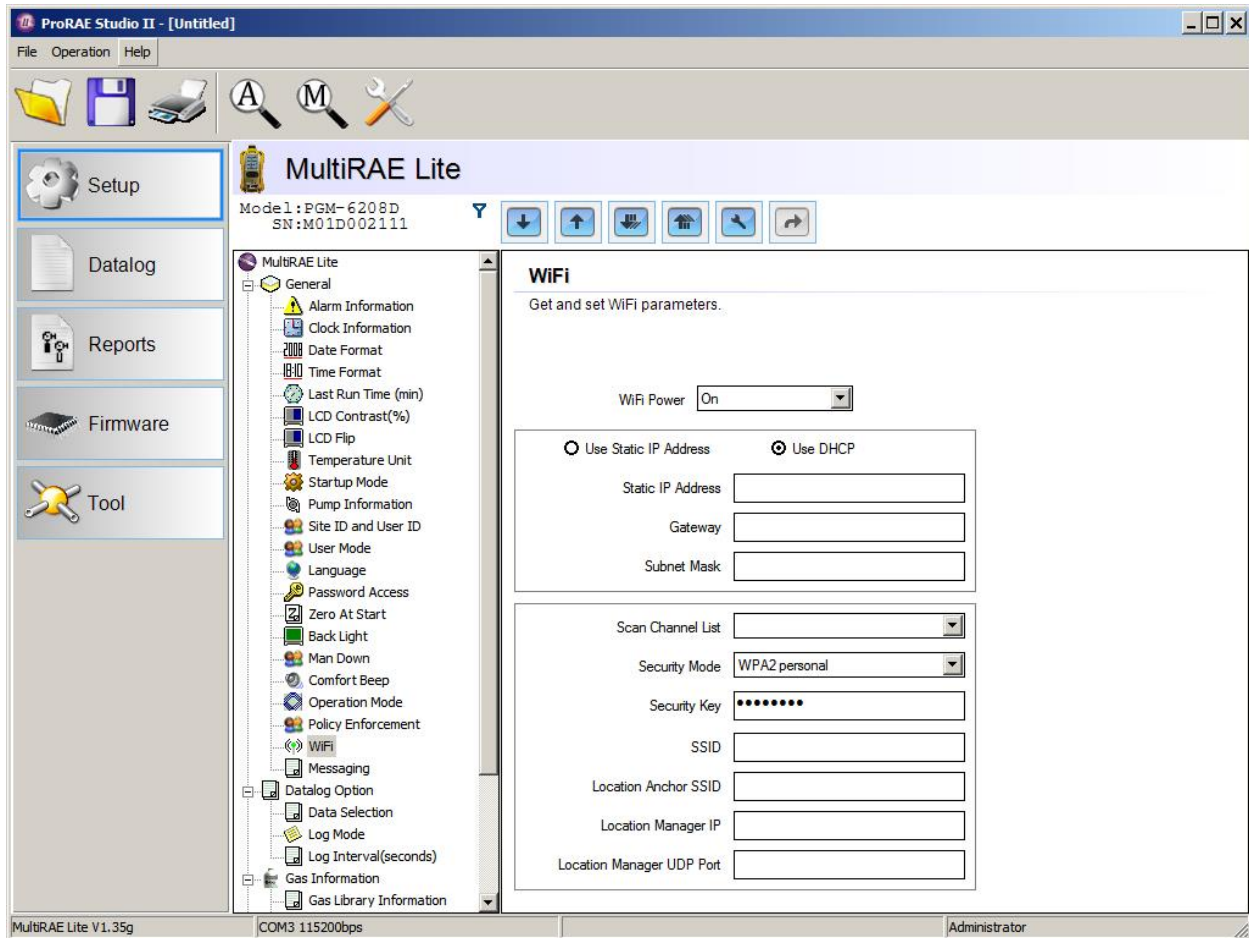 ProRAE Studio II - [Untitled]
File Operation Help
A M
Setup
Datalog
Reports
Firmware
Tool
MultiRAE Lite
Model:PGM-6208D
SN:M01D002111
MultiRAE Lite
General
Alarm Information
Clock Information
Date Format
Time Format
Last Run Time (min)
LCD Contrast(%)
LCD Flip
Temperature Unit
Startup Mode
Pump Information
Site ID and User ID
User Mode
Language
Password Access
Zero At Start
Back Light
Man Down
Comfort Beep
Operation Mode
Policy Enforcement
WiFi
Messaging
Datalog Option
Data Selection
Log Mode
Log Interval(seconds)
Gas Information
Gas Library Information
WiFi
Get and set WiFi parameters.
WiFi Power On
Use Static IP Address Use DHCP
Static IP Address
Gateway
Subnet Mask
Scan Channel List
Security Mode WPA2 personal
Security Key ••••••••
SSID
Location Anchor SSID
Location Manager IP
Location Manager UDP Port
MultiRAE Lite V1.35g COM3 115200bps Administrator